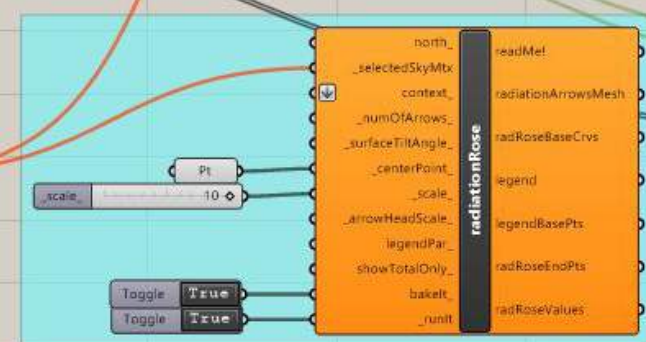 north_
_selectedSkyMtx
context_
_numOfArrows_
_surfaceTiltAngle_
_centerPoint_
_scale_
_arrowHeadScale_
legendPar_
showTotalOnly_
bakeIt_
_runIt
radiationRose
readMe!
radiationArrowsMesh
radRoseBaseCrvs
legend
legendBasePts
radRoseEndPts
radRoseValues
Pt
_scale_
10
Toggle True
Toggle True